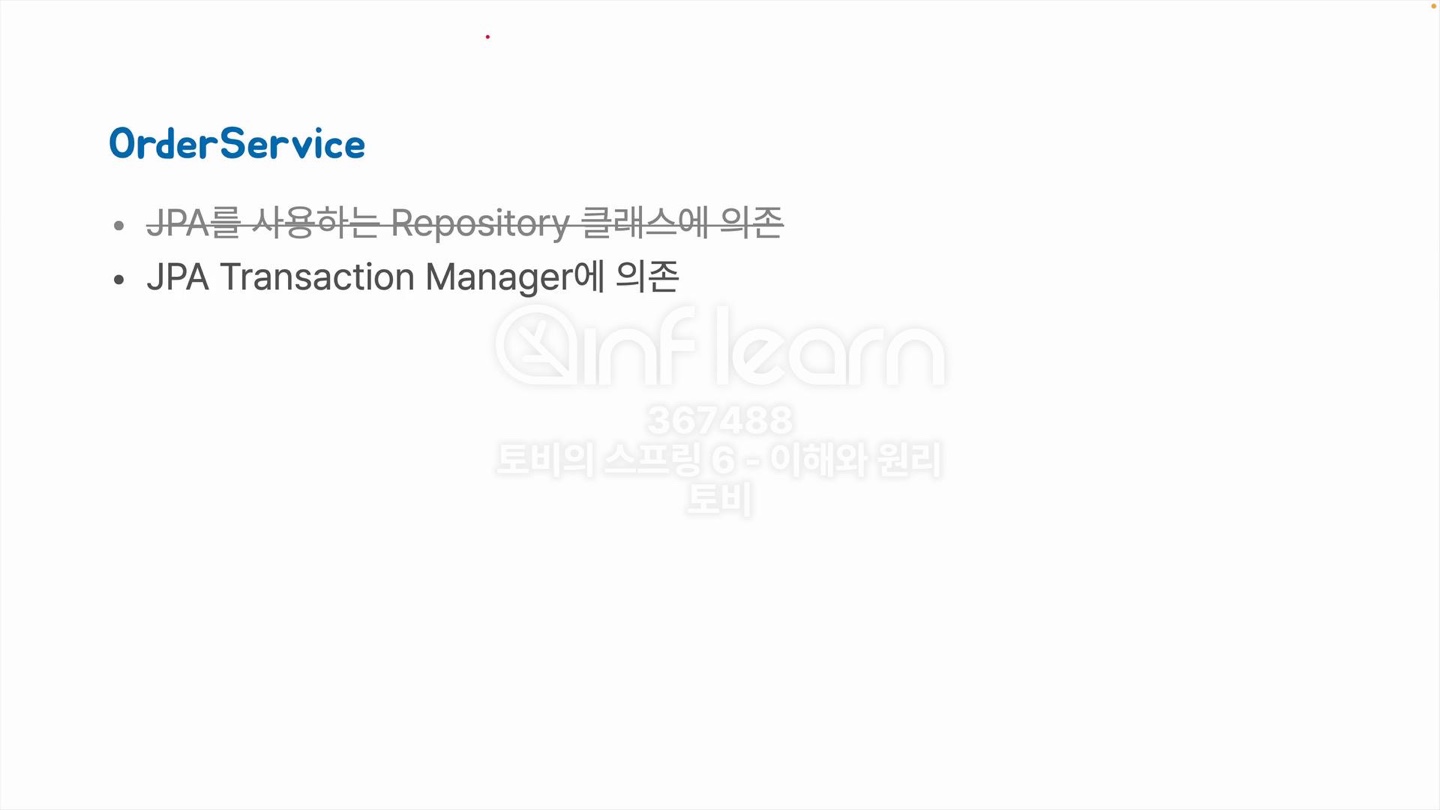 OrderService
• JPA를 사용하는 Repository 클래스에 의존
• JPA Transaction Manager에 의존
inflearn
367488
토비의 스프링 6 - 이해와 원리
토비